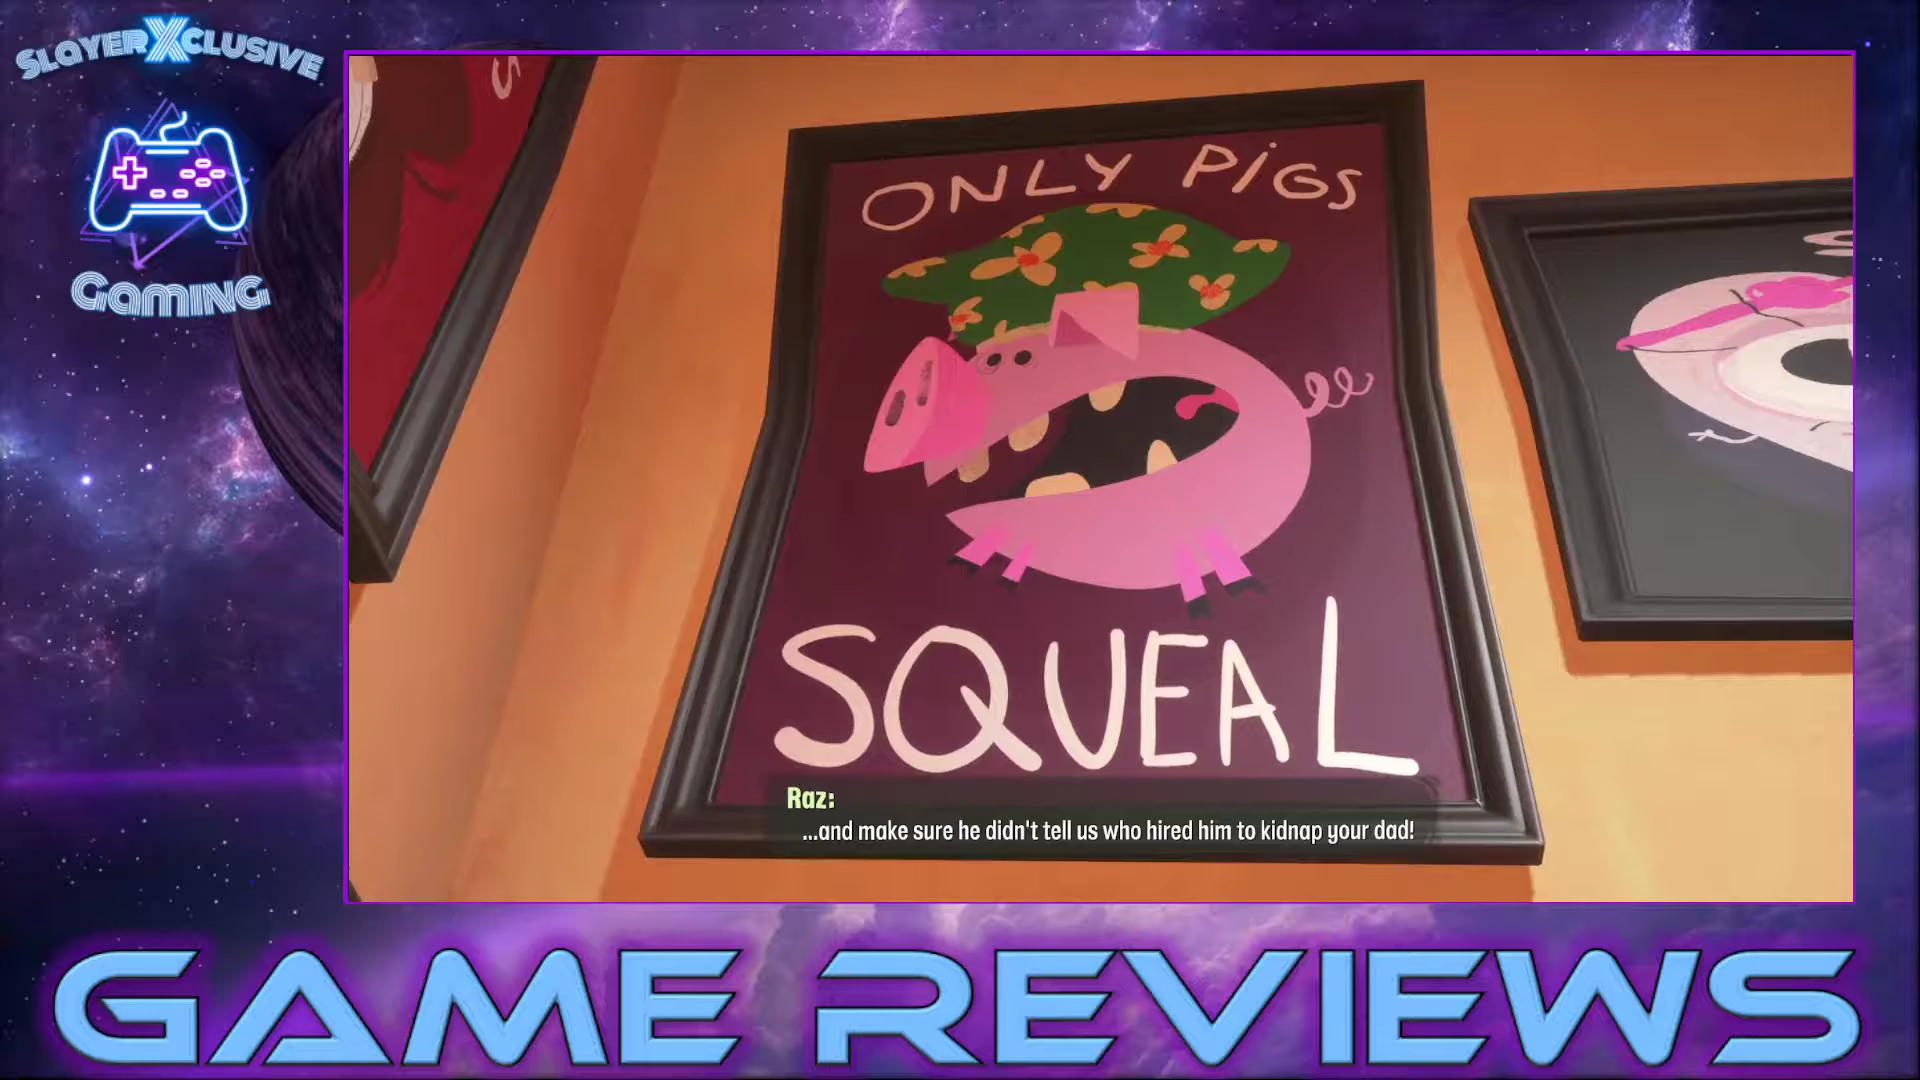 SLAYERXCLUSIVE
GAMING
ONLY PiGS
SQUEAL
Raz:
...and make sure he didn't tell us who hired him to kidnap your dad!
GAME REVIEWS